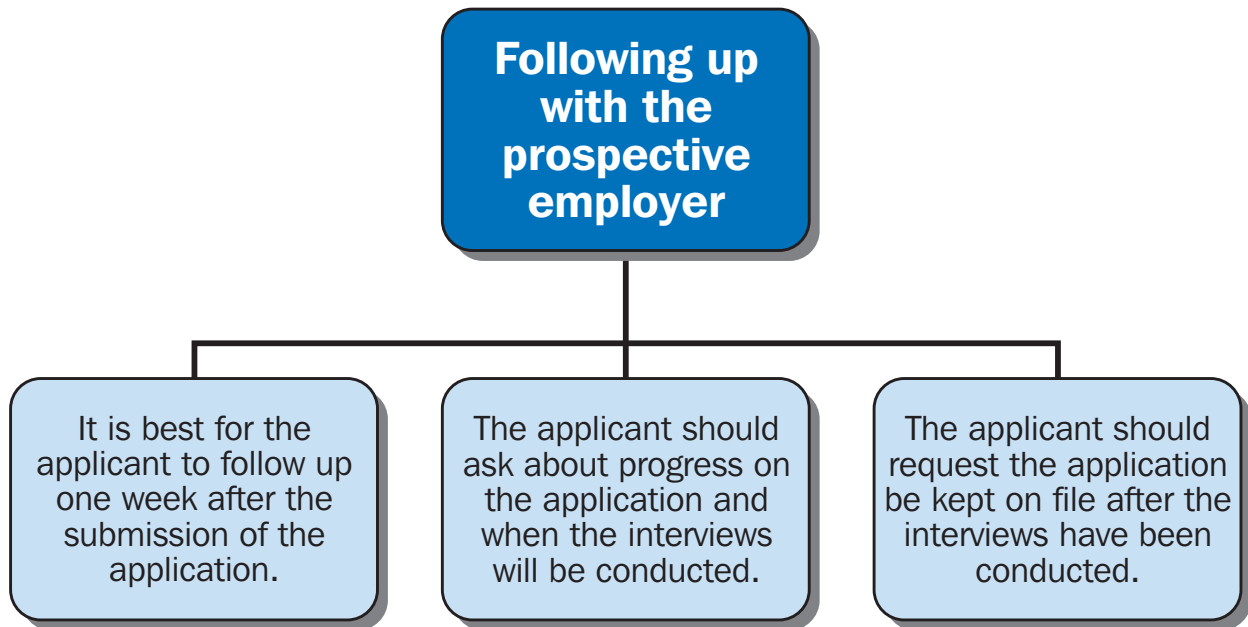 Following up
with the
prospective
employer
It is best for the
applicant to follow up
one week after the
submission of the
application.
The applicant should
ask about progress on
the application and
when the interviews
will be conducted.
The applicant should
request the application
be kept on file after the
interviews have been
conducted.